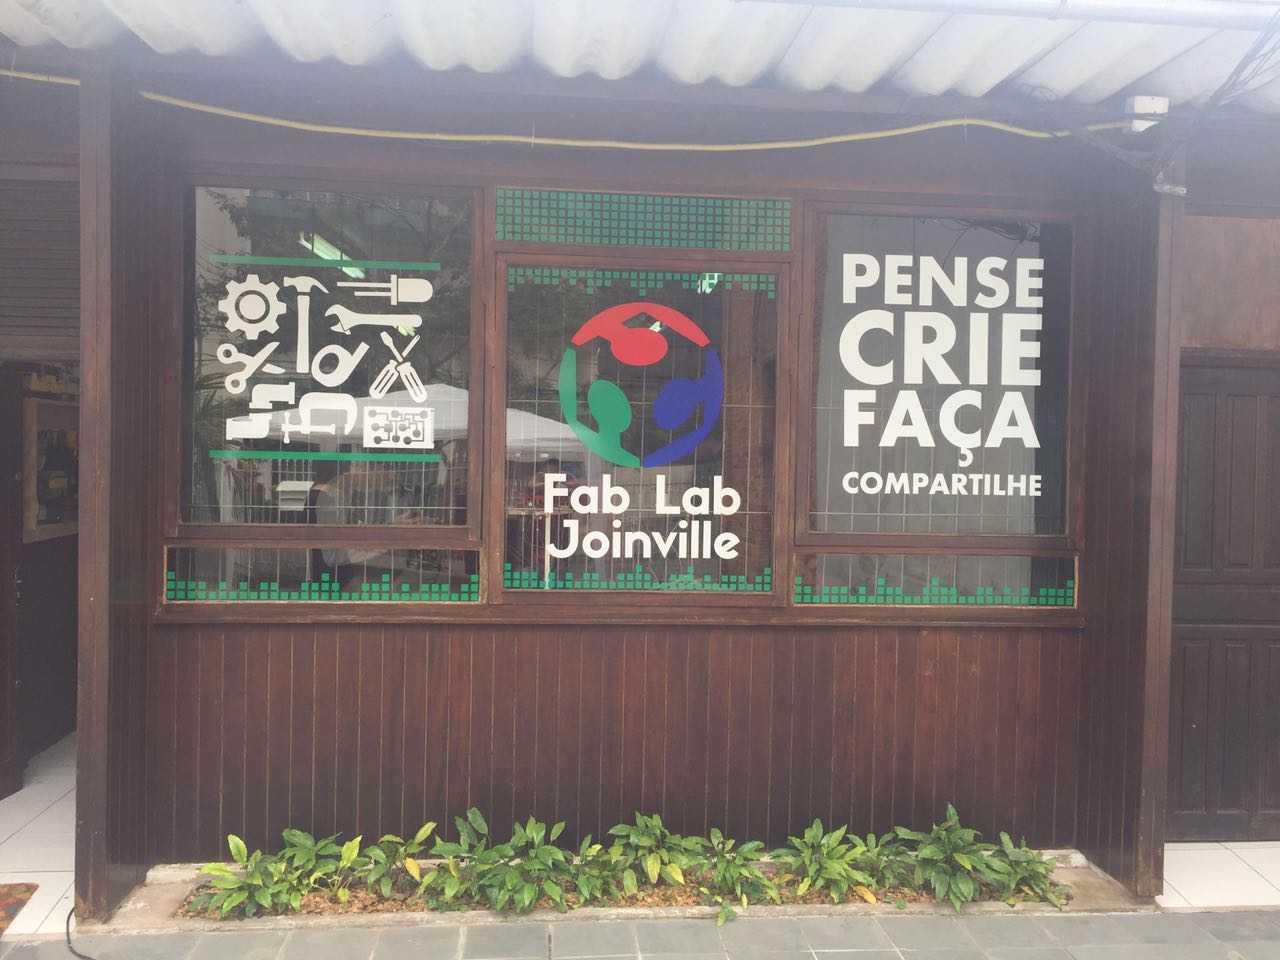 Fab Lab
Joinville
PENSE
CRIE
FAÇA
COMPARTILHE